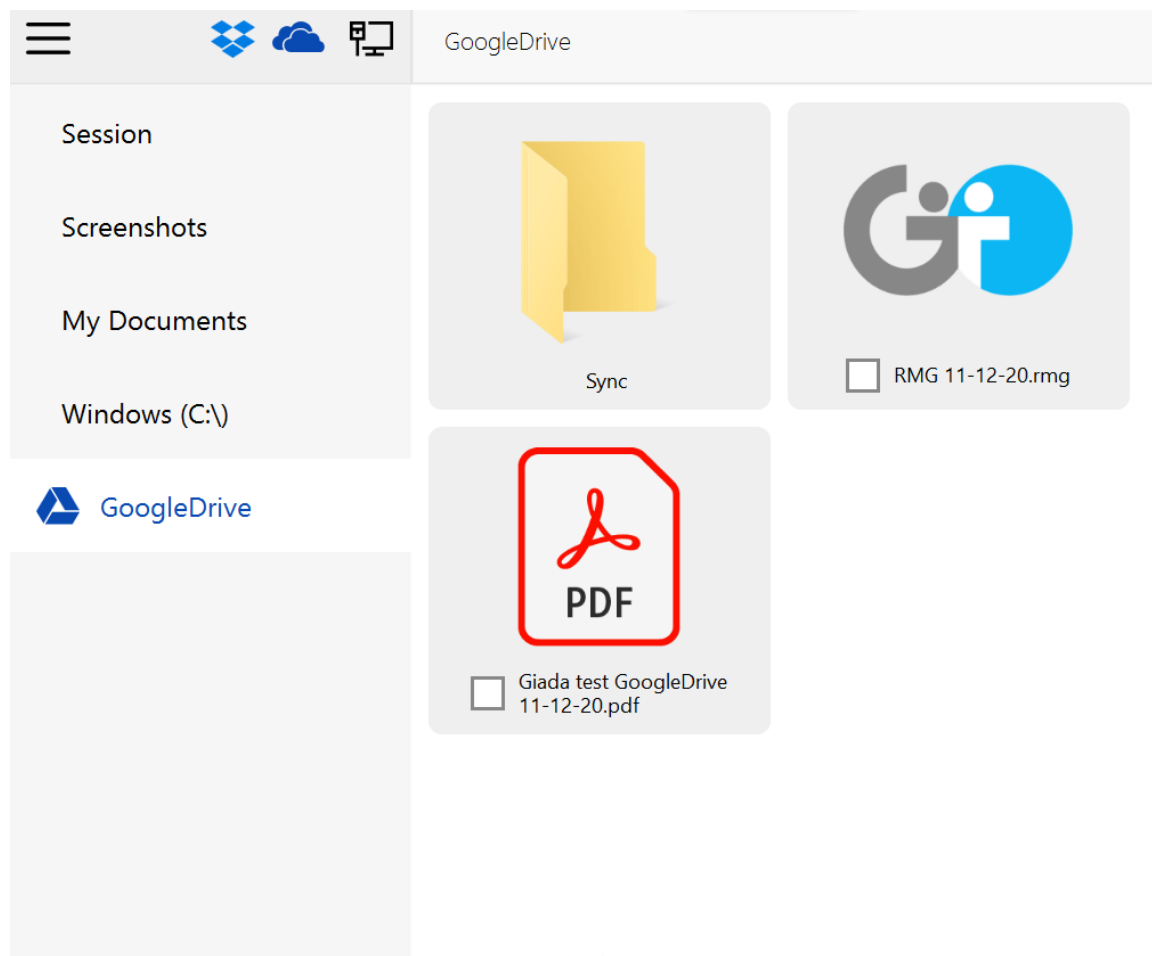 GoogleDrive
Session
Screenshots
My Documents
Windows (C:\)
GoogleDrive
Sync
RMG 11-12-20.rmg
PDF
Giada test GoogleDrive
11-12-20.pdf